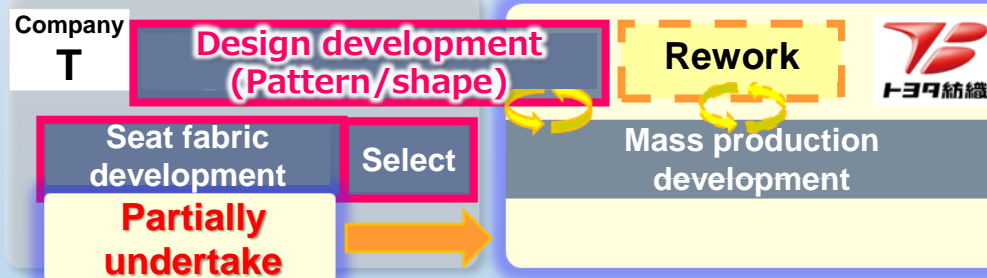 Company
T
Design development
(Pattern/shape)
Rework
トヨタ紡織
Seat fabric
development
Select
Mass production
development
Partially
undertake